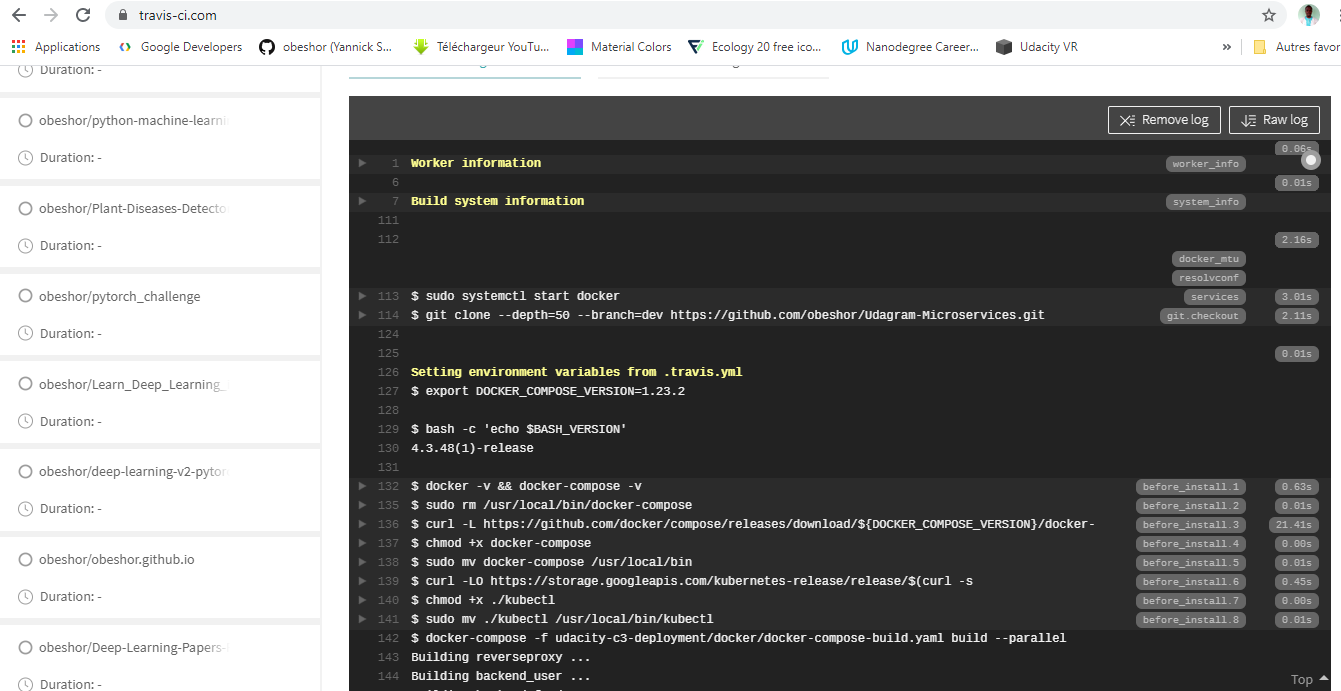 travis-ci.com
Applications Google Developers obeshor (Yannick S... Téléchargeur YouTu... Material Colors Ecology 20 free ico... Nanodegree Career... Udacity VR » Autres favor
Duration: -
obeshor/python-machine-learni
Duration: -
obeshor/Plant-Diseases-Detecto
Duration: -
obeshor/pytorch_challenge
Duration: -
obeshor/Learn_Deep_Learning_
Duration: -
obeshor/deep-learning-v2-pytor
Duration: -
obeshor/obeshor.github.io
Duration: -
obeshor/Deep-Learning-Papers-
Duration: -
Remove log Raw log
0.06s
1 Worker information worker_info
6 0.01s
7 Build system information system_info
111
112 2.16s
docker_mtu
resolvconf
113 $ sudo systemctl start docker services 3.01s
114 $ git clone --depth=50 --branch=dev https://github.com/obeshor/Udagram-Microservices.git git.checkout 2.11s
124
125 0.01s
126 Setting environment variables from .travis.yml
127 $ export DOCKER_COMPOSE_VERSION=1.23.2
128
129 $ bash -c 'echo $BASH_VERSION'
130 4.3.48(1)-release
131
132 $ docker -v && docker-compose -v before_install.1 0.63s
135 $ sudo rm /usr/local/bin/docker-compose before_install.2 0.01s
136 $ curl -L https://github.com/docker/compose/releases/download/${DOCKER_COMPOSE_VERSION}/docker- before_install.3 21.41s
137 $ chmod +x docker-compose before_install.4 0.00s
138 $ sudo mv docker-compose /usr/local/bin before_install.5 0.01s
139 $ curl -LO https://storage.googleapis.com/kubernetes-release/release/$(curl -s before_install.6 0.45s
140 $ chmod +x ./kubectl before_install.7 0.00s
141 $ sudo mv ./kubectl /usr/local/bin/kubectl before_install.8 0.01s
142 $ docker-compose -f udacity-c3-deployment/docker/docker-compose-build.yaml build --parallel
143 Building reverseproxy ...
144 Building backend_user ...
Top